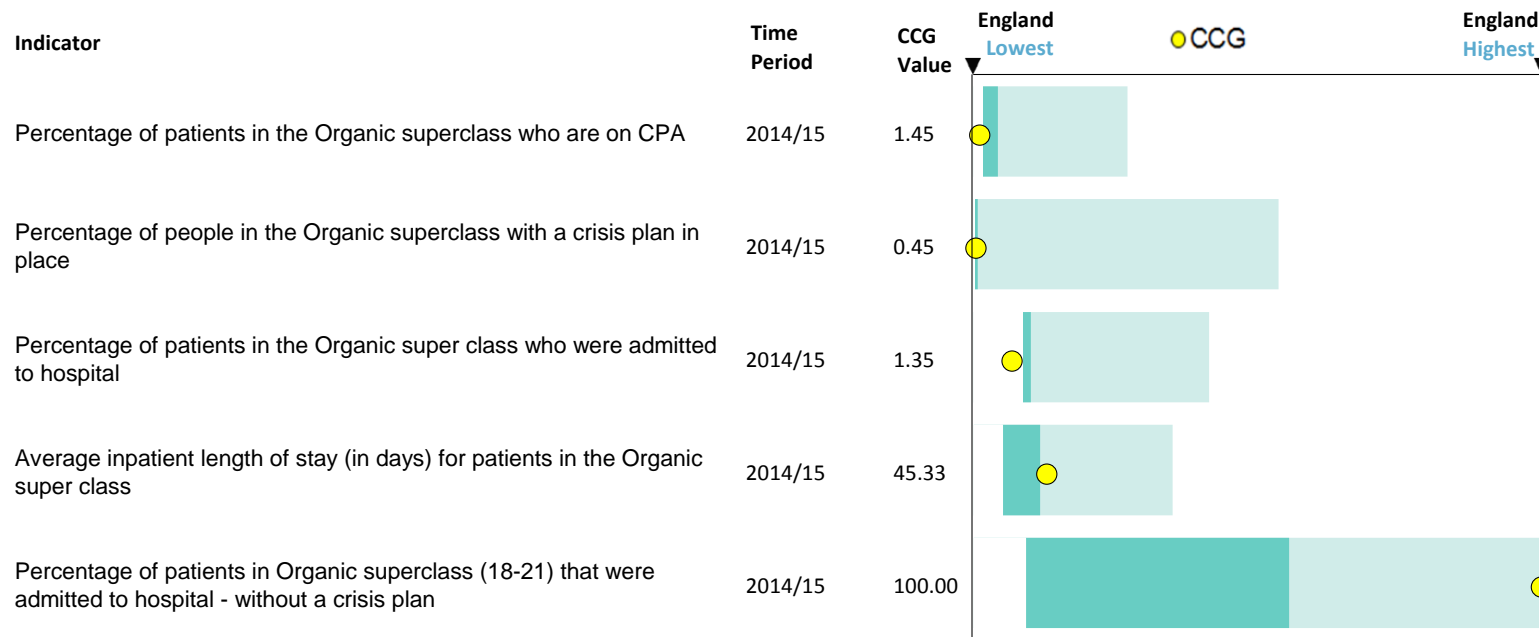 Indicator
Time
Period
CCG
Value
England
Lowest
CCG
England
Highest
Percentage of patients in the Organic superclass who are on CPA
2014/15
1.45
Percentage of people in the Organic superclass with a crisis plan in
place
2014/15
0.45
Percentage of patients in the Organic super class who were admitted
to hospital
2014/15
1.35
Average inpatient length of stay (in days) for patients in the Organic
super class
2014/15
45.33
Percentage of patients in Organic superclass (18-21) that were
admitted to hospital - without a crisis plan
2014/15
100.00